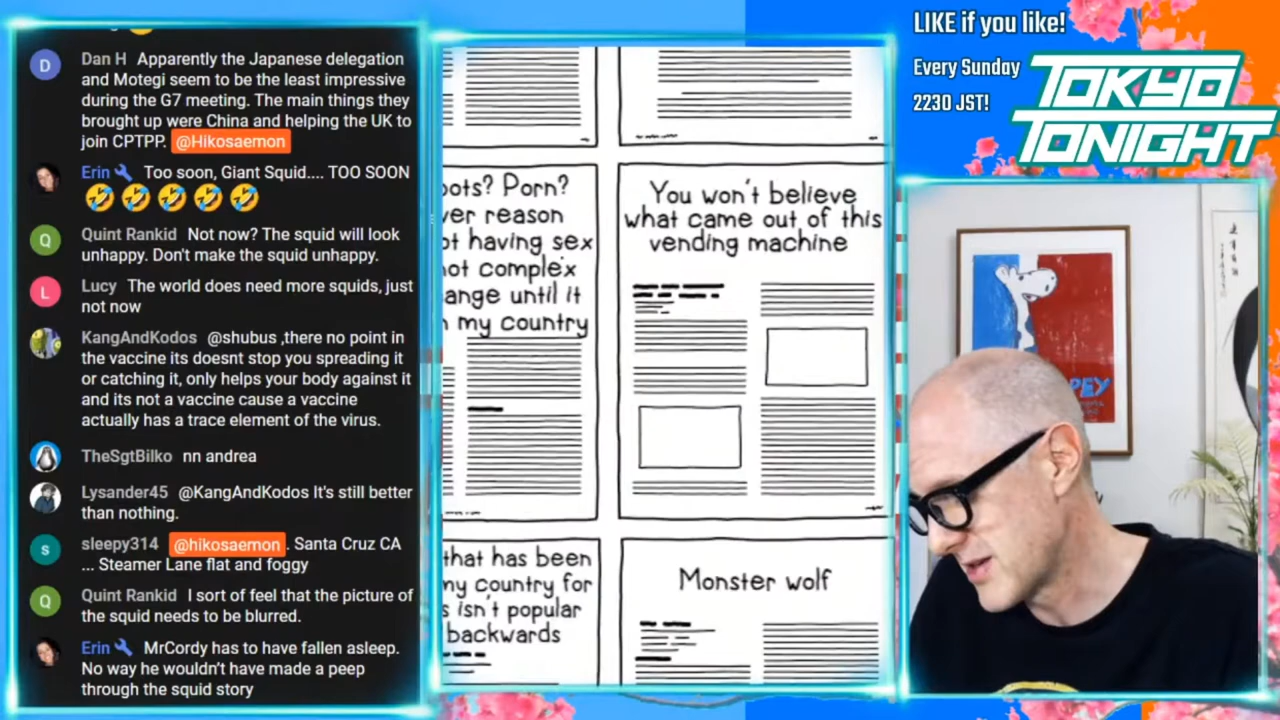 Dan H Apparently the Japanese delegation
and Motegi seem to be the least impressive
during the G7 meeting. The main things they
brought up were China and helping the UK to
join CPTPP. @Hikosaemon
Erin Too soon, Giant Squid.... TOO SOON
Quint Rankid Not now? The squid will look
unhappy. Don't make the squid unhappy.
Lucy The world does need more squids, just
not now
KangAndKodos @shubus ,there no point in
the vaccine its doesnt stop you spreading it
or catching it, only helps your body against it
and its not a vaccine cause a vaccine
actually has a trace element of the virus.
TheSgtBilko nn andrea
Lysander45 @KangAndKodos It's still better
than nothing.
sleepy314 @hikosaemon. Santa Cruz CA
... Steamer Lane flat and foggy
Quint Rankid I sort of feel that the picture of
the squid needs to be blurred.
Erin MrCordy has to have fallen asleep.
No way he wouldn't have made a peep
through the squid story
D
Q
L
s
Q
Porn?
reason
having sex
complex
until it
my country
You won't believe
what came out of this
vending machine
that has been
country for
isn't popular
backwards
Monster wolf
LIKE if you like!
Every Sunday
2230 JST!
TOKYO
TONIGHT